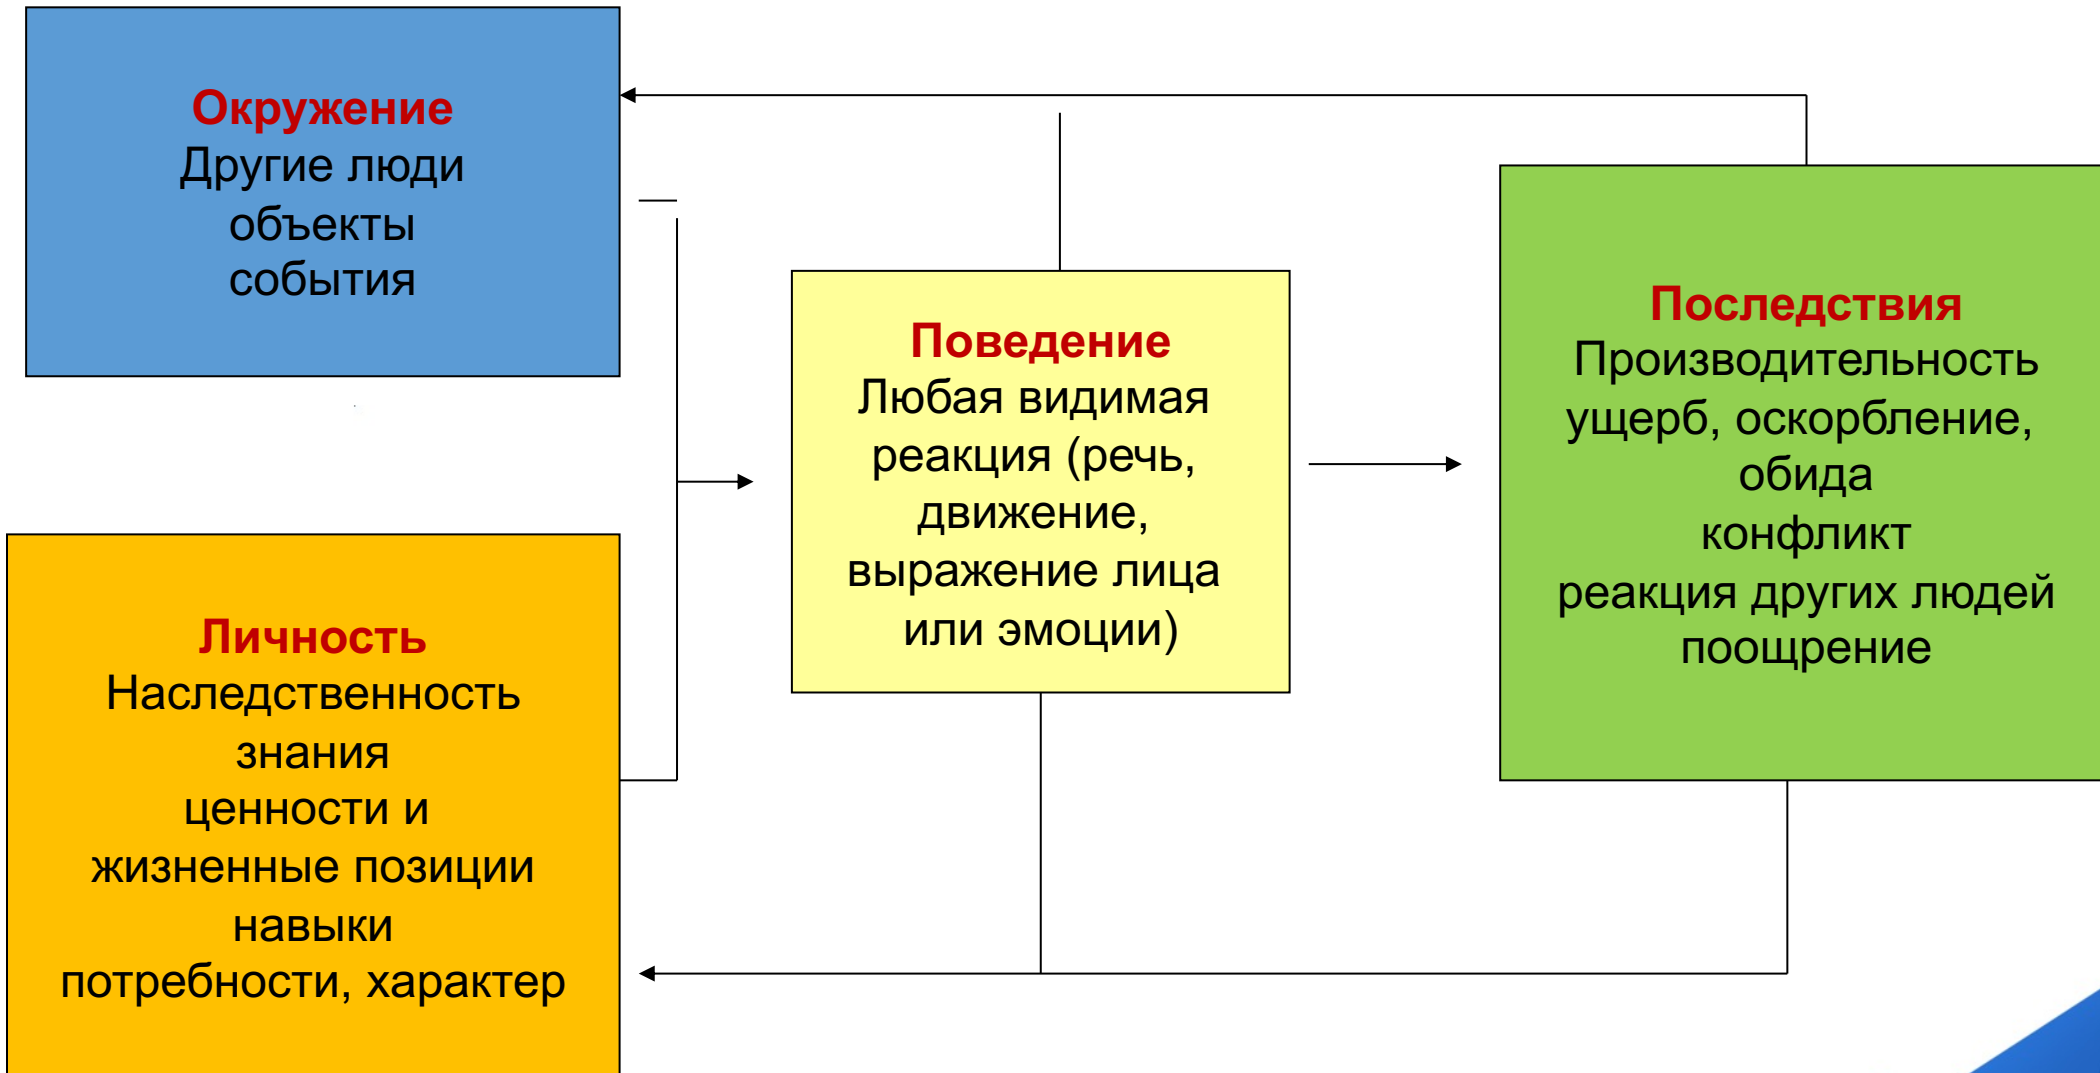 Окружение
Другие люди
объекты
события
Личность
Наследственность
знания
ценности и
жизненные позиции
навыки
потребности, характер
Поведение
Любая видимая
реакция (речь,
движение,
выражение лица
или эмоции)
Последствия
Производительность
ущерб, оскорбление,
обида
конфликт
реакция других людей
поощрение